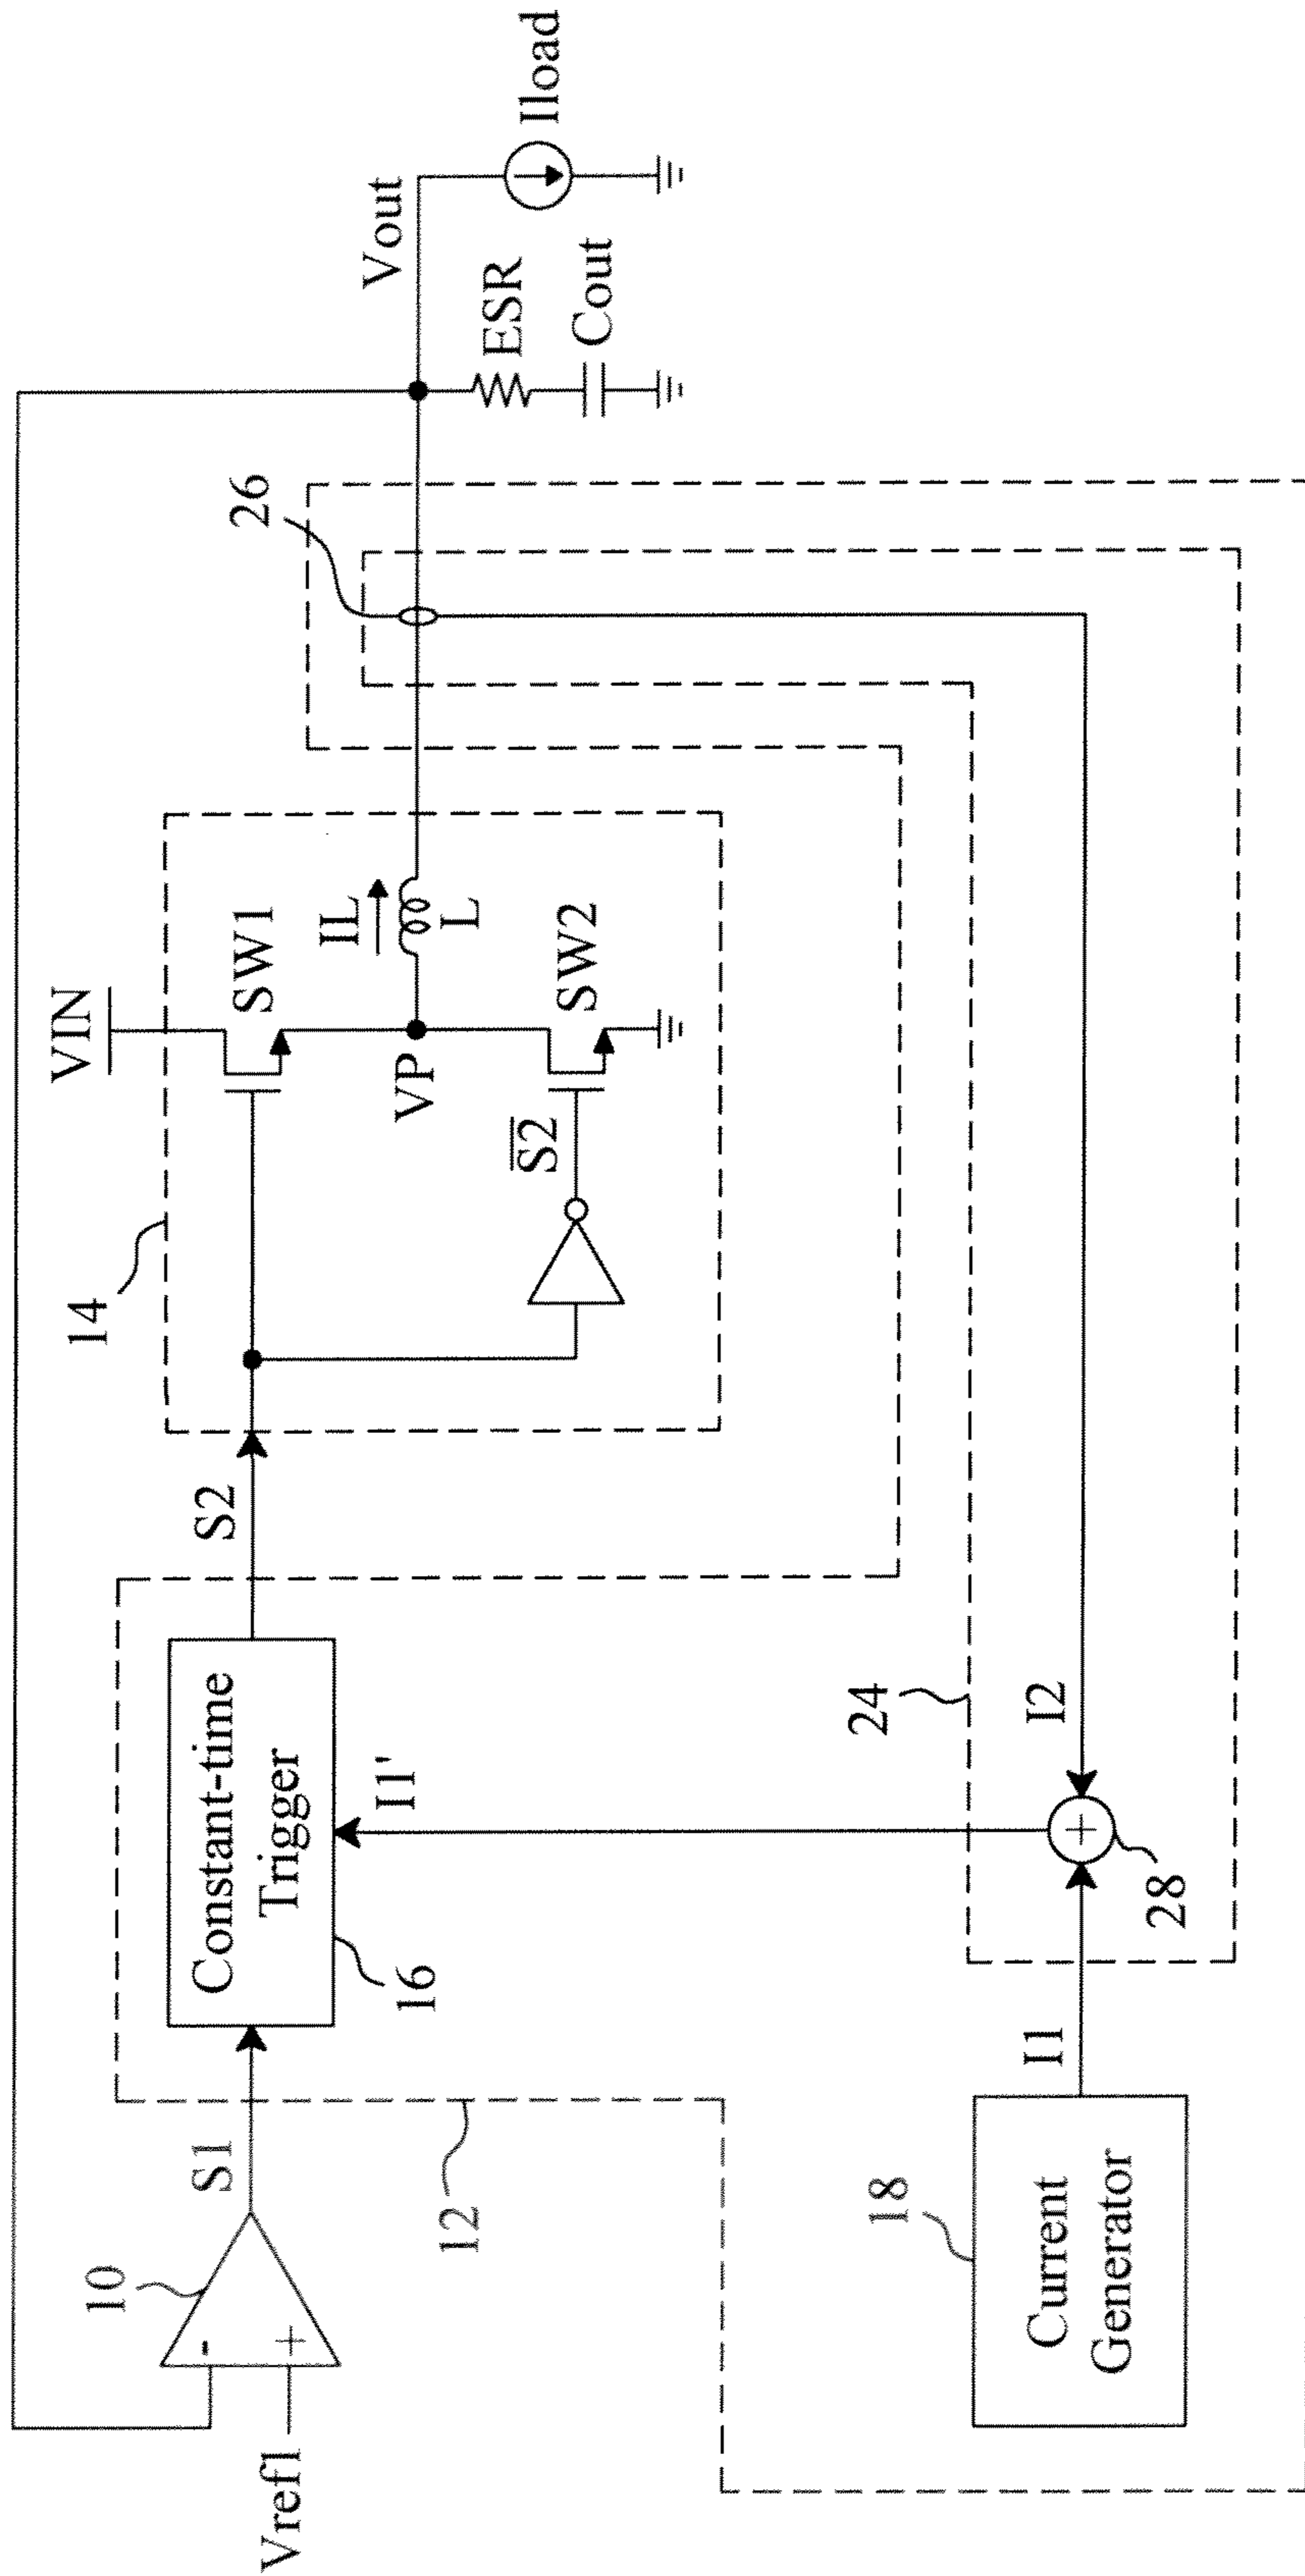 VIN
14
SW1
26
Vout
IL
L
VP
S2
SW2
ESR
Cout
Iload
S2
Constant-time
Trigger
16
I1'
10
S1
-
+
Vref1
12
24
18
Current
Generator
I1
+
28
I2